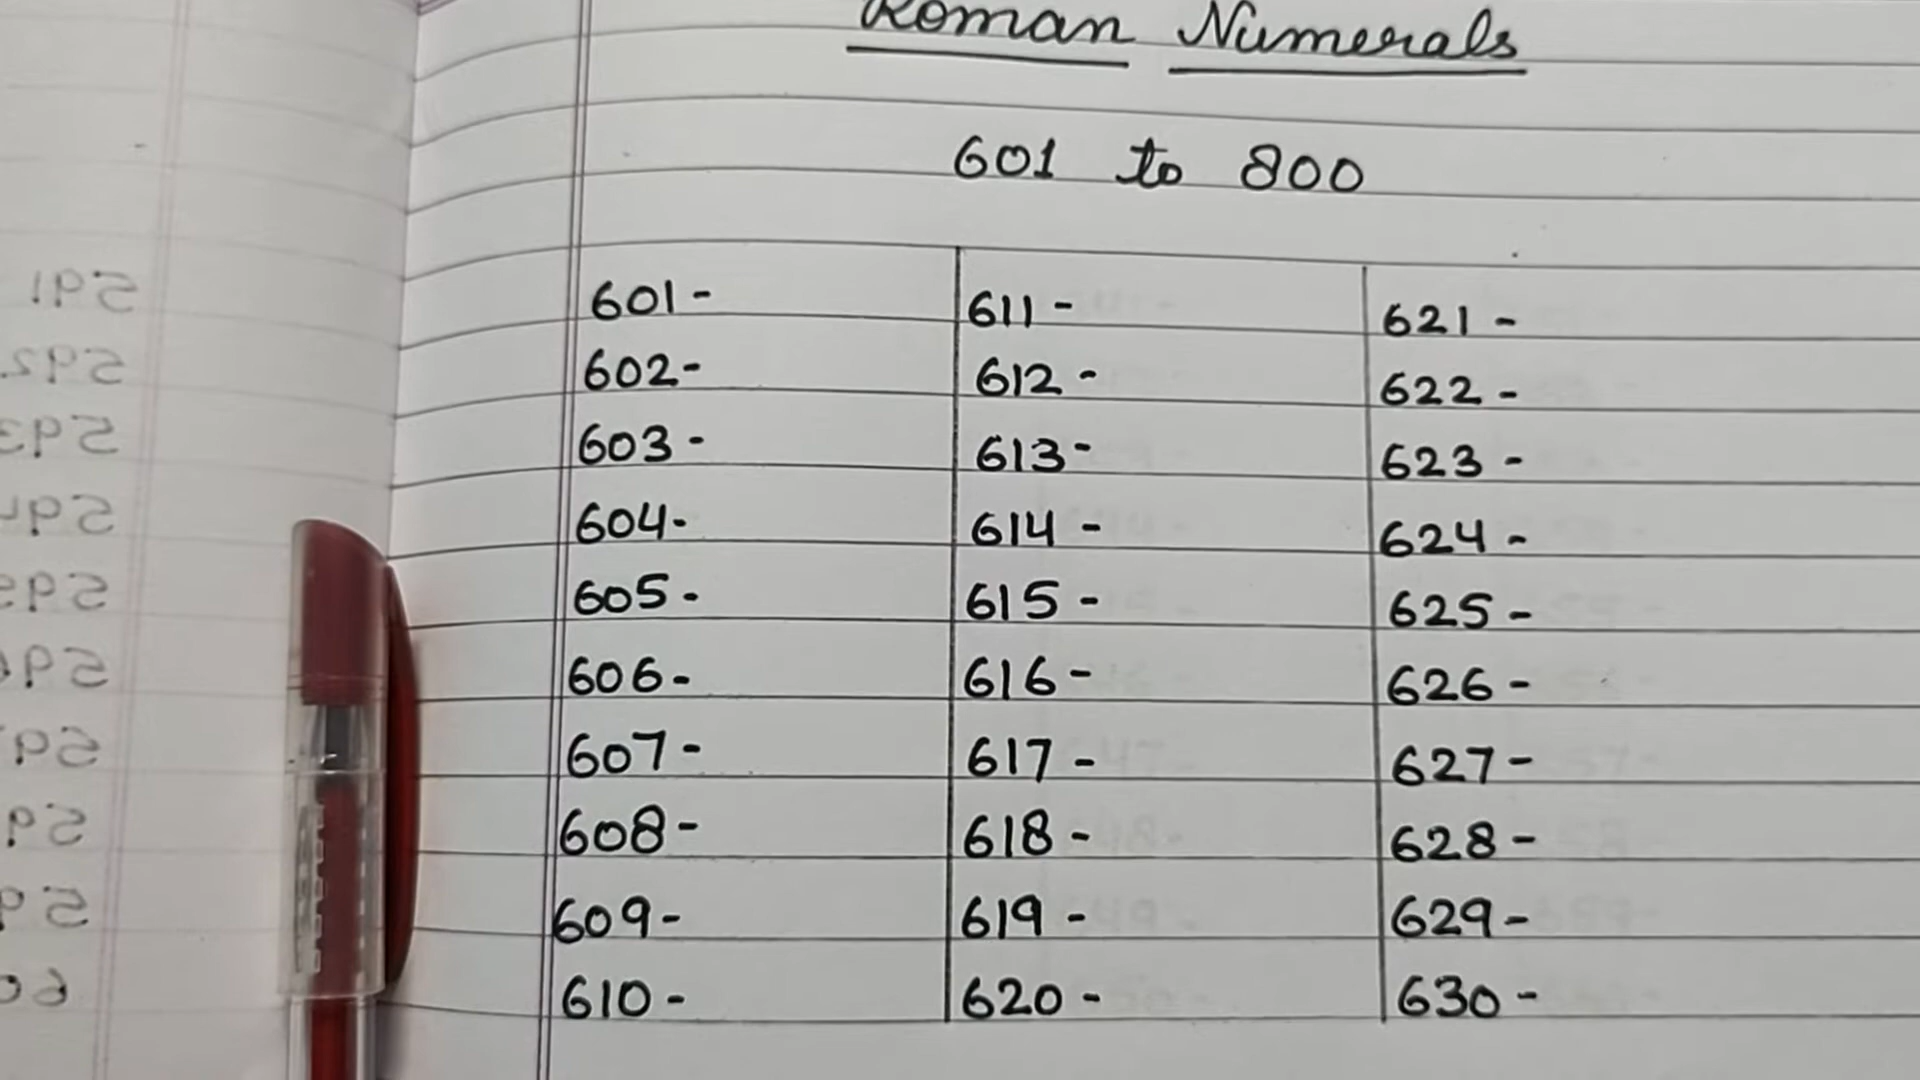 Roman Numerals
601 to 800
601 - 611 - 621 -
602 - 612 - 622 -
603 - 613 - 623 -
604 - 614 - 624 -
605 - 615 - 625 -
606 - 616 - 626 -
607 - 617 - 627 -
608 - 618 - 628 -
609 - 619 - 629 -
610 - 620 - 630 -